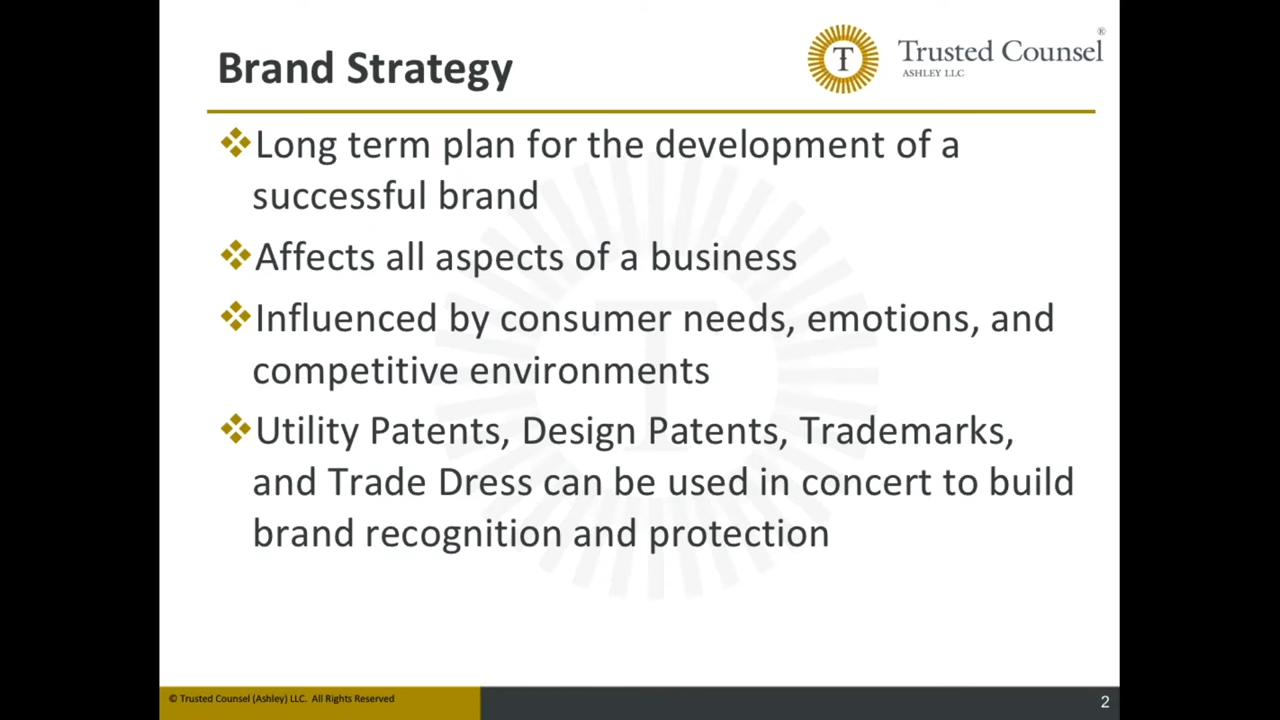 Brand Strategy
T
Trusted Counsel®
ASHLEY LLC
❖Long term plan for the development of a
successful brand
❖Affects all aspects of a business
❖Influenced by consumer needs, emotions, and
competitive environments
❖Utility Patents, Design Patents, Trademarks,
and Trade Dress can be used in concert to build
brand recognition and protection
© Trusted Counsel (Ashley) LLC. All Rights Reserved
2